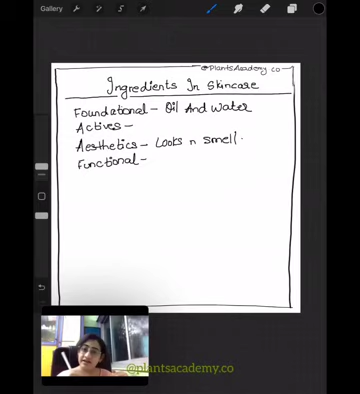 Gallery
@PlantsAcademy.co
Ingredients In Skincare
Foundational - Oil And Water
Actives -
Aesthetics - Looks n smell.
Functional -
@plantsacademy.co